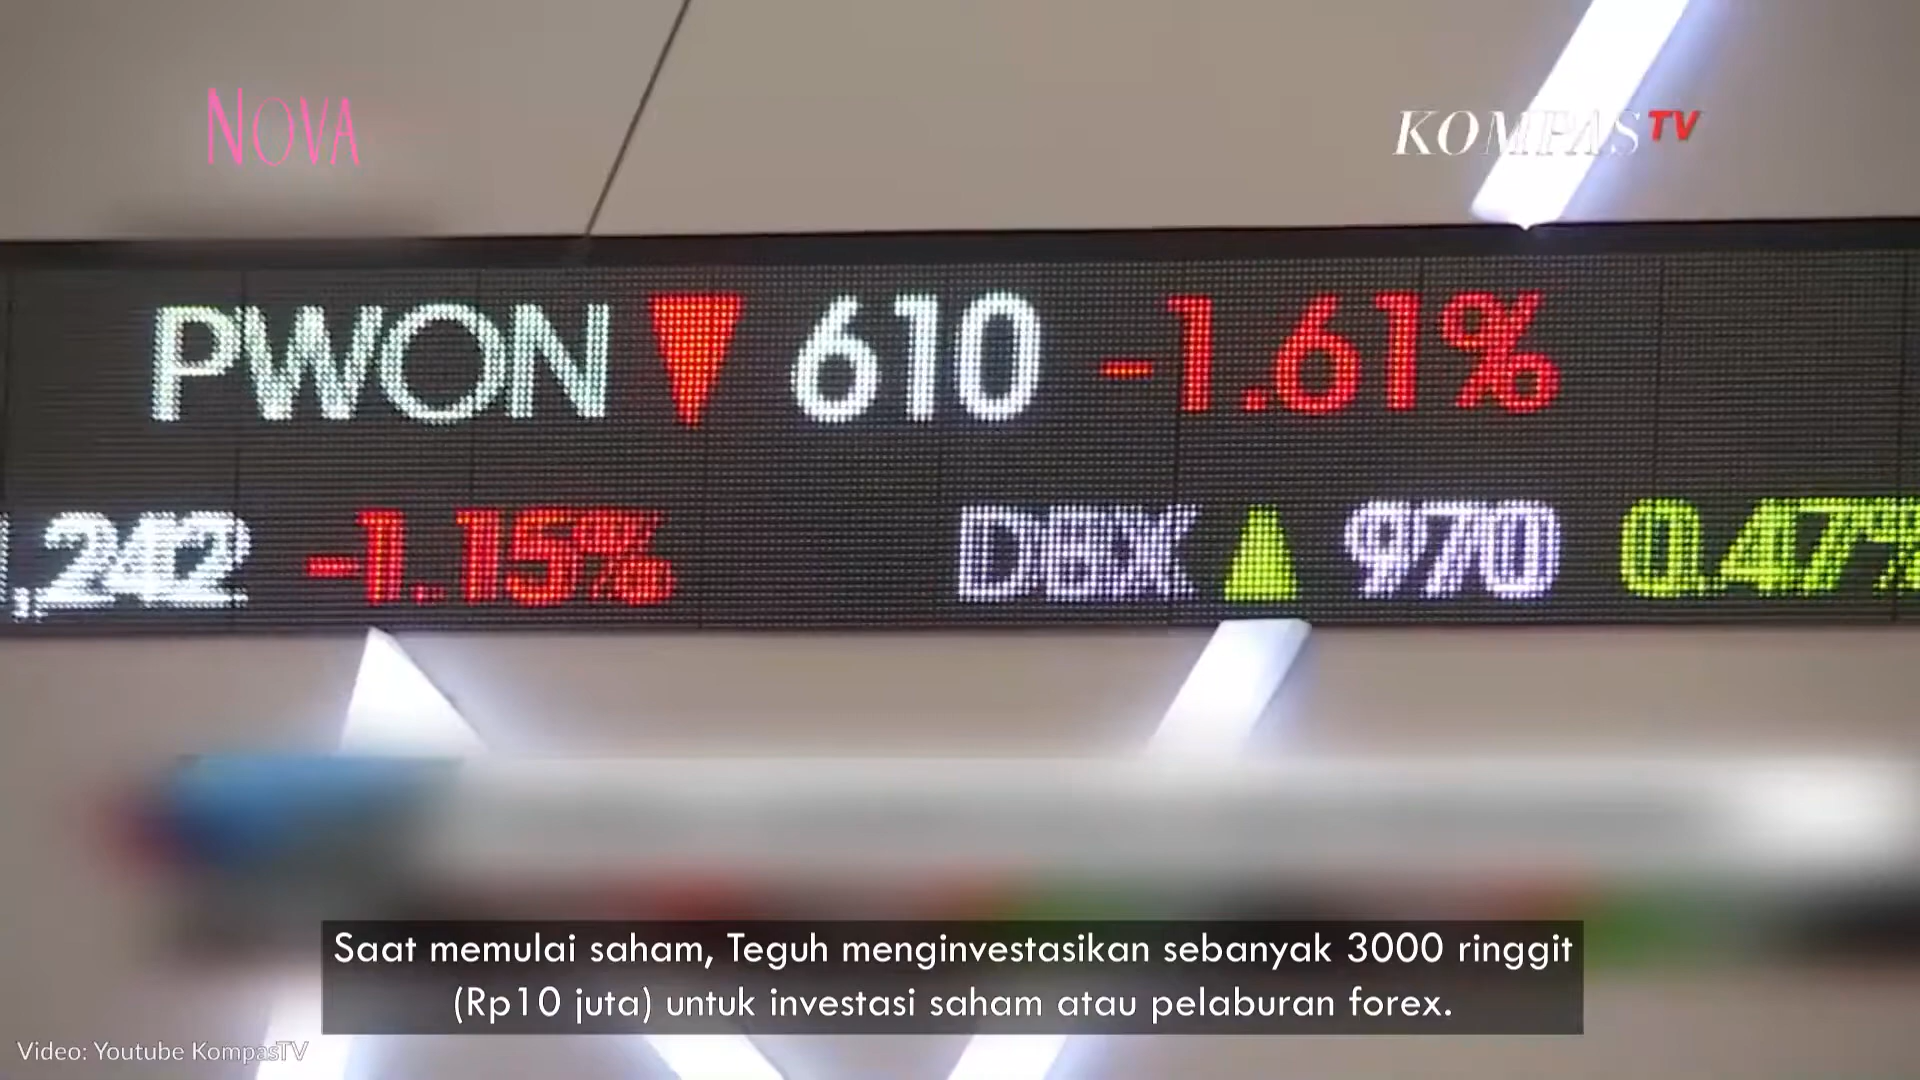 NOVA
KOMPAS TV
PWON ▼ 610 -1.61%
,242 -1.15% DBX ▲ 970 0.47%
Saat memulai saham, Teguh menginvestasikan sebanyak 3000 ringgit
(Rp10 juta) untuk investasi saham atau pelaburan forex.
Video: Youtube KompasTV